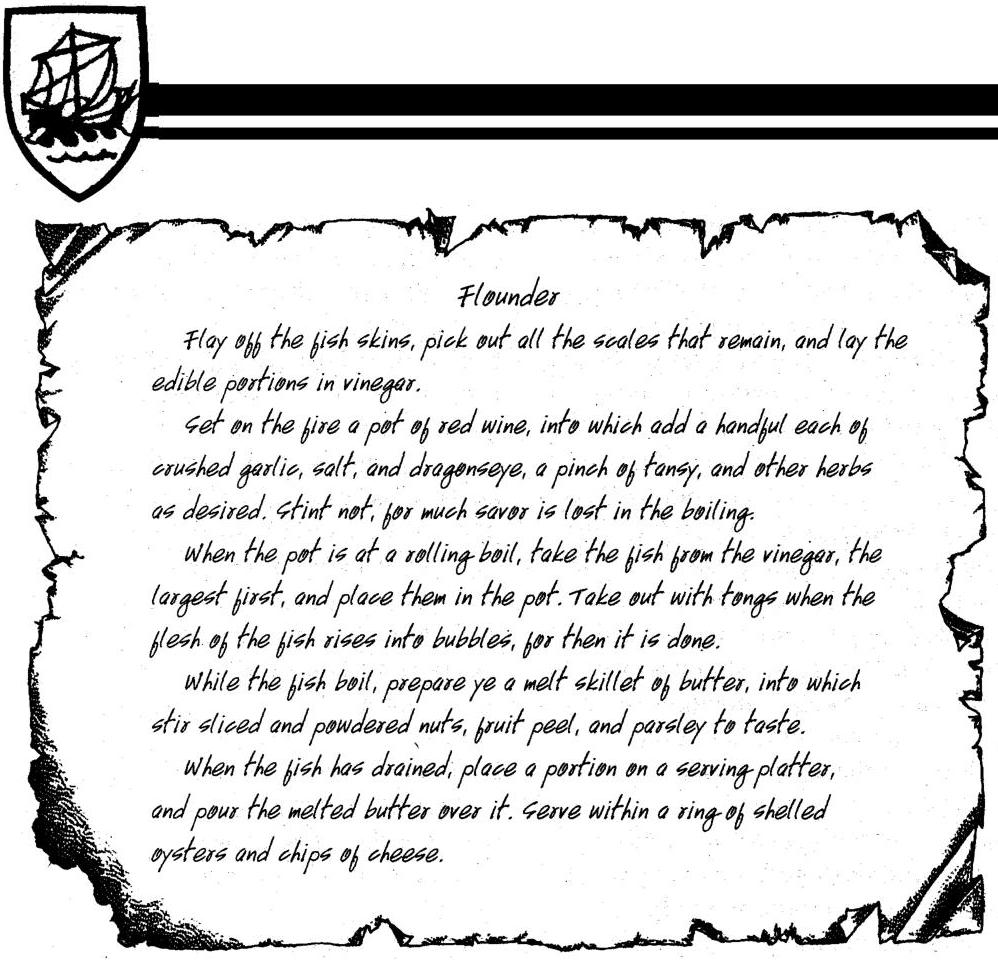 Flounder
Flay off the fish skins, pick out all the scales that remain, and lay the
edible portions in vinegar.
Set on the fire a pot of red wine, into which add a handful each of
crushed garlic, salt, and dragonseye, a pinch of tansy, and other herbs
as desired. Stint not, for much savor is lost in the boiling.
When the pot is at a rolling boil, take the fish from the vinegar, the
largest first, and place them in the pot. Take out with tongs when the
flesh of the fish rises into bubbles, for then it is done.
While the fish boil, prepare ye a melt skillet of butter, into which
stir sliced and powdered nuts, fruit peel, and parsley to taste.
When the fish has drained, place a portion on a serving platter,
and pour the melted butter over it. Serve within a ring of shelled
oysters and chips of cheese.